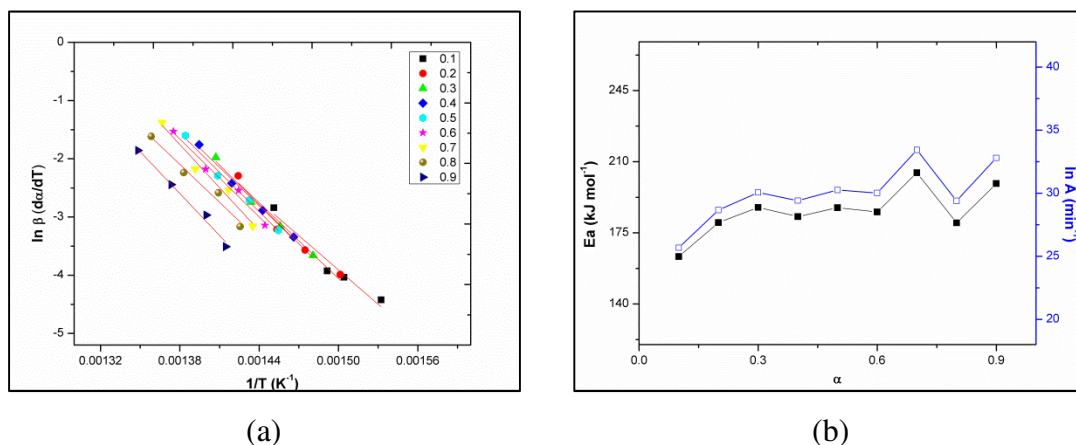 0
-1
-2
-3
-4
-5
ln β (dα/dT)
0.1
0.2
0.3
0.4
0.5
0.6
0.7
0.8
0.9
0.00132 0.00138 0.00144 0.00150 0.00156
1/T (K⁻¹)
(a)
245
210
175
140
Ea (kJ mol⁻¹)
40
35
30
25
20
ln A (min⁻¹)
0.0 0.3 0.6 0.9
α
(b)